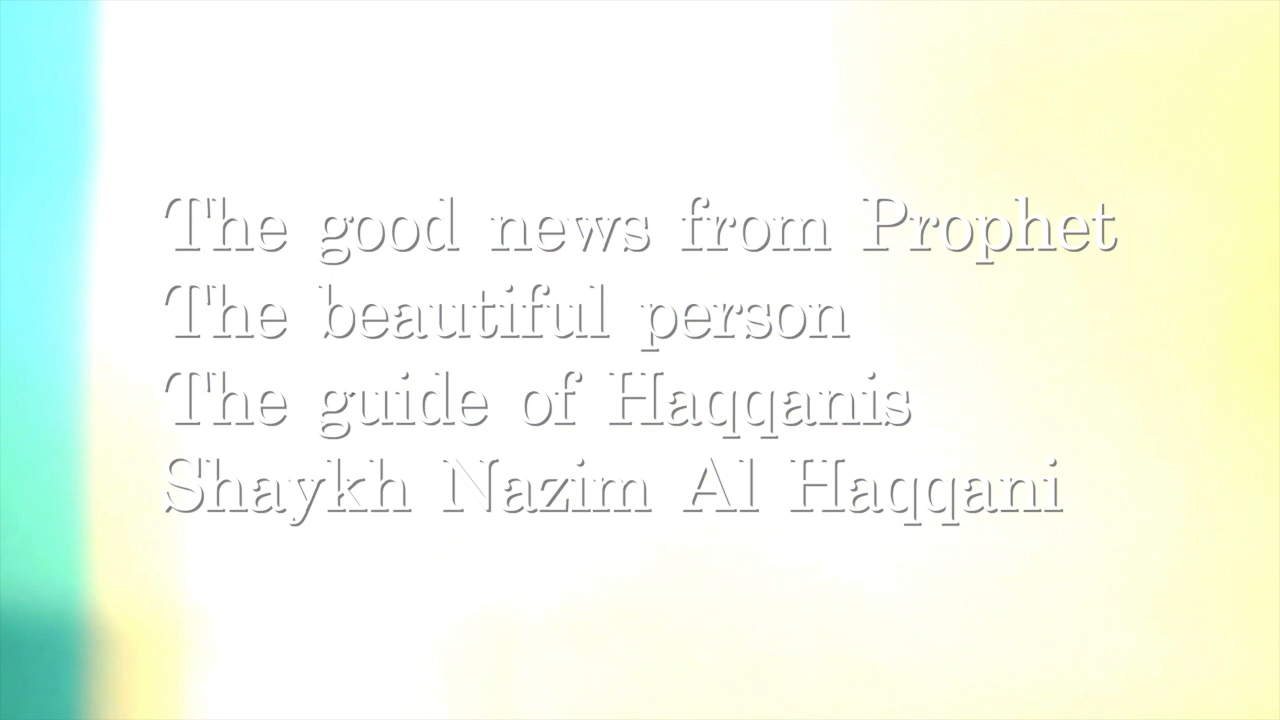 The good news from Prophet
The beautiful person
The guide of Haqqanis
Shaykh Nazim Al Haqqani